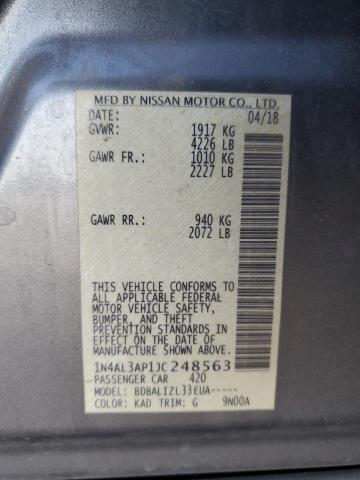 MFD BY NISSAN MOTOR CO., LTD.
DATE: 04/18
GVWR: 1917 KG
4226 LB
GAWR FR.: 1010 KG
2227 LB
GAWR RR.: 940 KG
2072 LB
THIS VEHICLE CONFORMS TO
ALL APPLICABLE FEDERAL
MOTOR VEHICLE SAFETY,
BUMPER, AND THEFT
PREVENTION STANDARDS
IN EFFECT ON THE DATE OF
MANUFACTURE SHOWN ABOVE.
1N4AL3AP1JC248563
PASSENGER CAR 420
MODEL: BDBALIZL33EUA-----
COLOR: KAD TRIM: G 9N00A